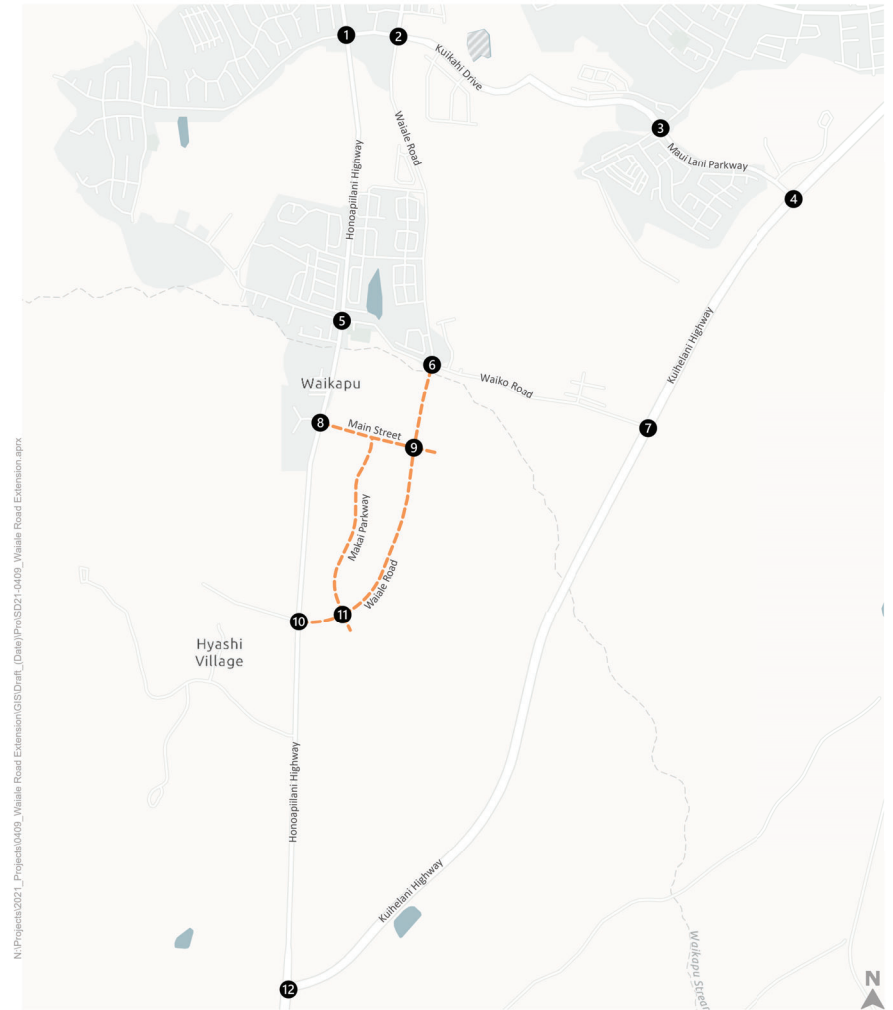 1
2
Kuikahi Drive
Waiale Road
Honoapiilani Highway
3
Maui Lani Parkway
4
5
6
Waiko Road
Kuihelani Highway
7
Waikapu
8
Main Street
9
Makai Parkway
Waiale Road
10
11
Hyashi
Village
Honoapiilani Highway
Kuihelani Highway
12
Waikapu Strear
N
N:\Projects\2021_Projects\0409_Waiale Road Extension\GIS\Draft_(Date)\Pro\SD21-0409_Waiale Road Extension.aprx